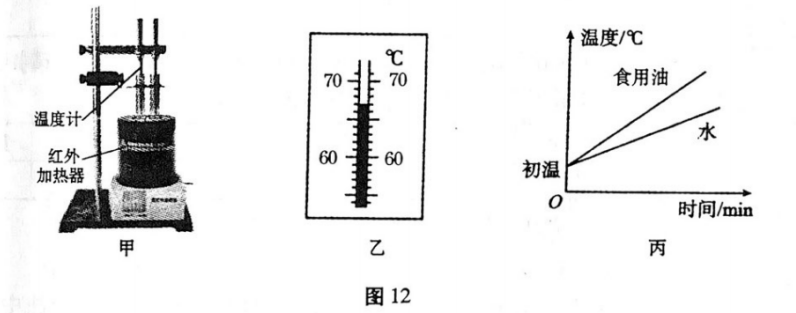 温度计
红外
加热器
甲
℃
70 70
60 60
乙
温度/℃
食用油
水
初温
O
时间/min
丙
图12